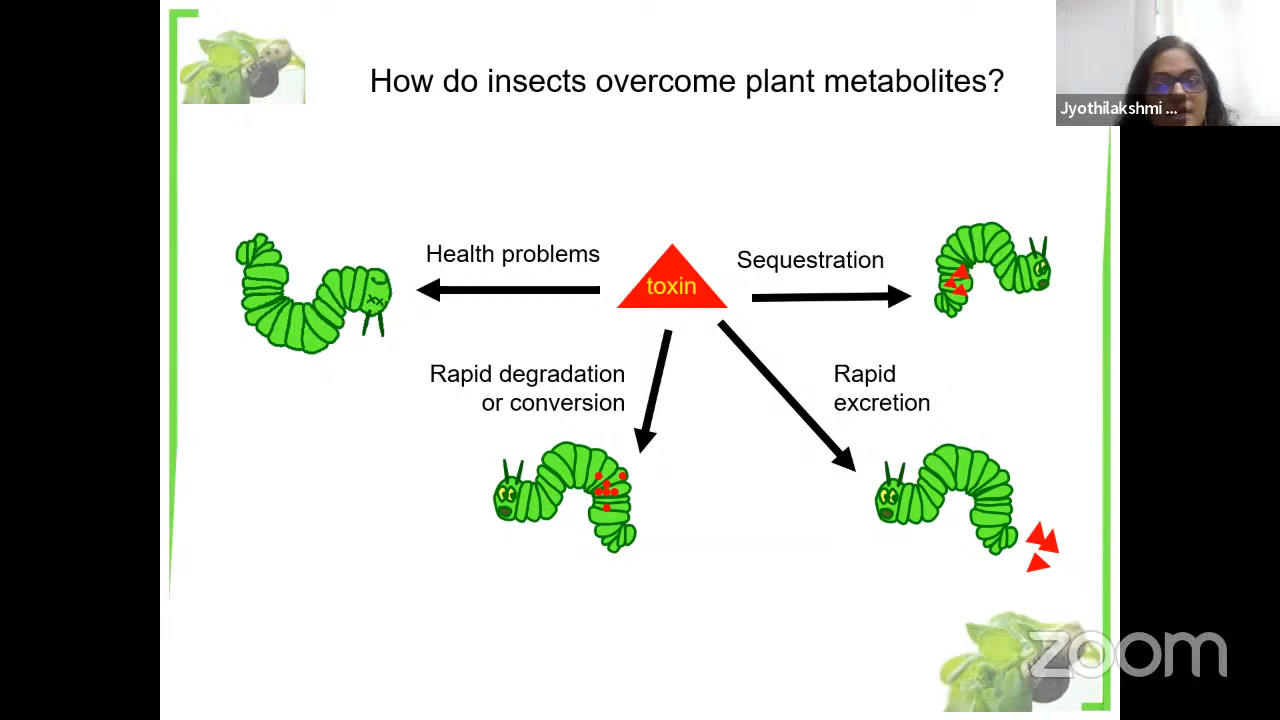 How do insects overcome plant metabolites?
Jyothilakshmi ...
Health problems
toxin
Sequestration
Rapid degradation
or conversion
Rapid
excretion
zoom